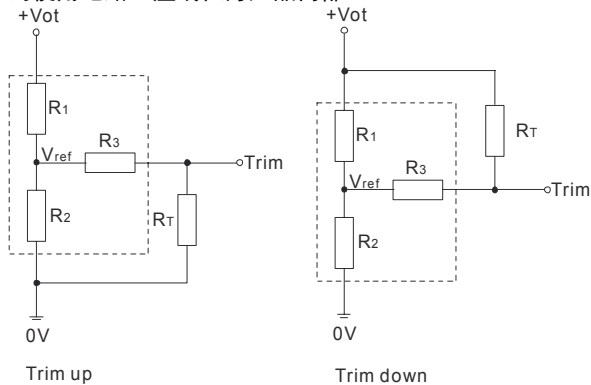 +Vot
+Vot
R1
R3
Vref
Trim
R2
RT
0V
Trim up
R1
RT
R3
Vref
Trim
R2
0V
Trim down